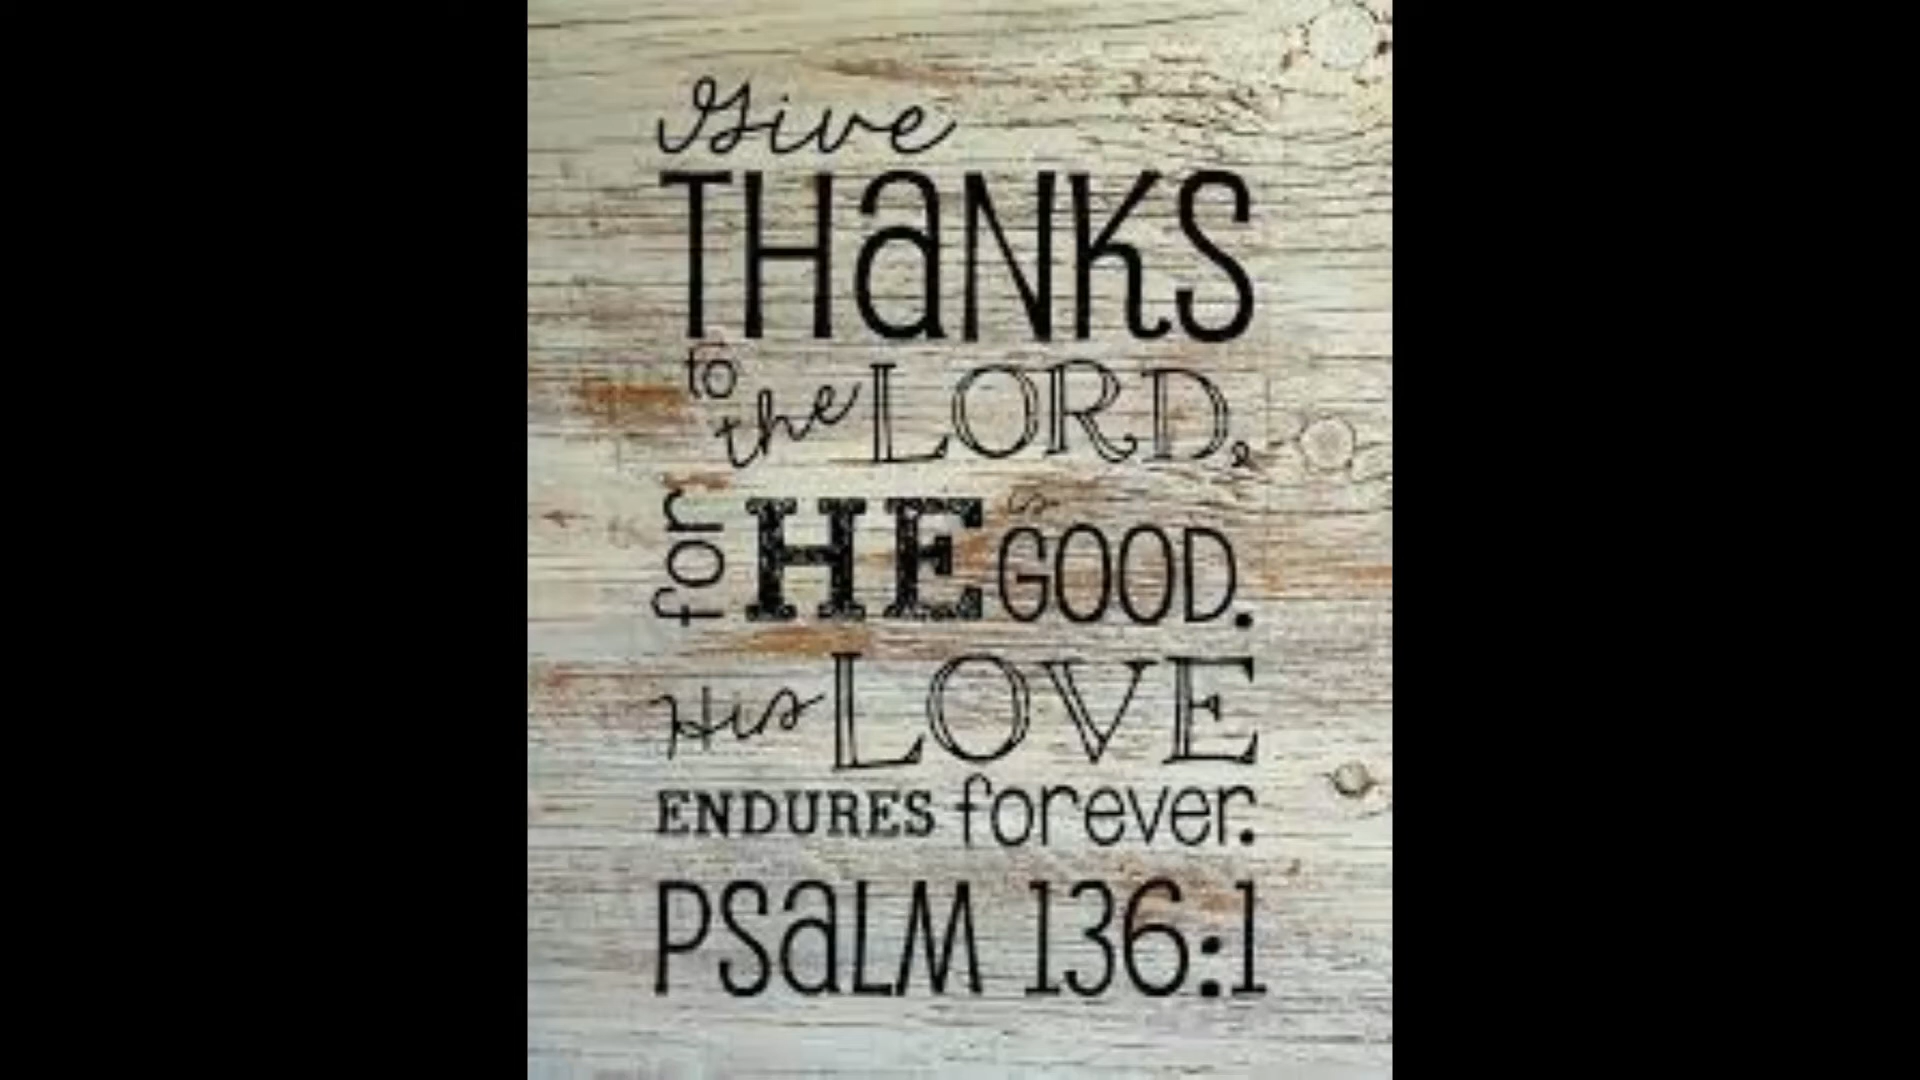 Give
THaNKS
to the LORD,
for HE is GOOD.
His LOVE
ENDURES forever.
PSaLM 136:1